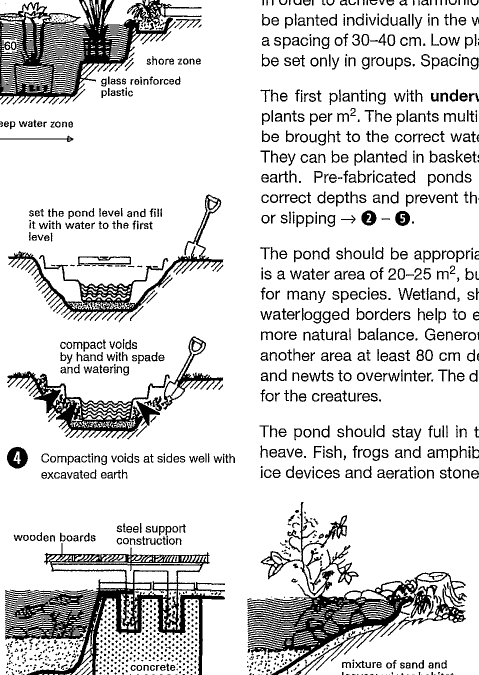 60
shore zone
glass reinforced
plastic
eep water zone
set the pond level and fill
it with water to the first
level
compact voids
by hand with spade
and watering
4 Compacting voids at sides well with
excavated earth
wooden boards
steel support
construction
concrete
be planted individually in the w
a spacing of 30–40 cm. Low pla
be set only in groups. Spacing
The first planting with underw
plants per m². The plants multi
be brought to the correct wate
They can be planted in baskets
earth. Pre-fabricated ponds
correct depths and prevent th
or slipping → 2 – 5.
The pond should be appropria
is a water area of 20–25 m², bu
for many species. Wetland, sh
waterlogged borders help to e
more natural balance. Generou
another area at least 80 cm de
and newts to overwinter. The d
for the creatures.
The pond should stay full in t
heave. Fish, frogs and amphib
ice devices and aeration stone
mixture of sand and